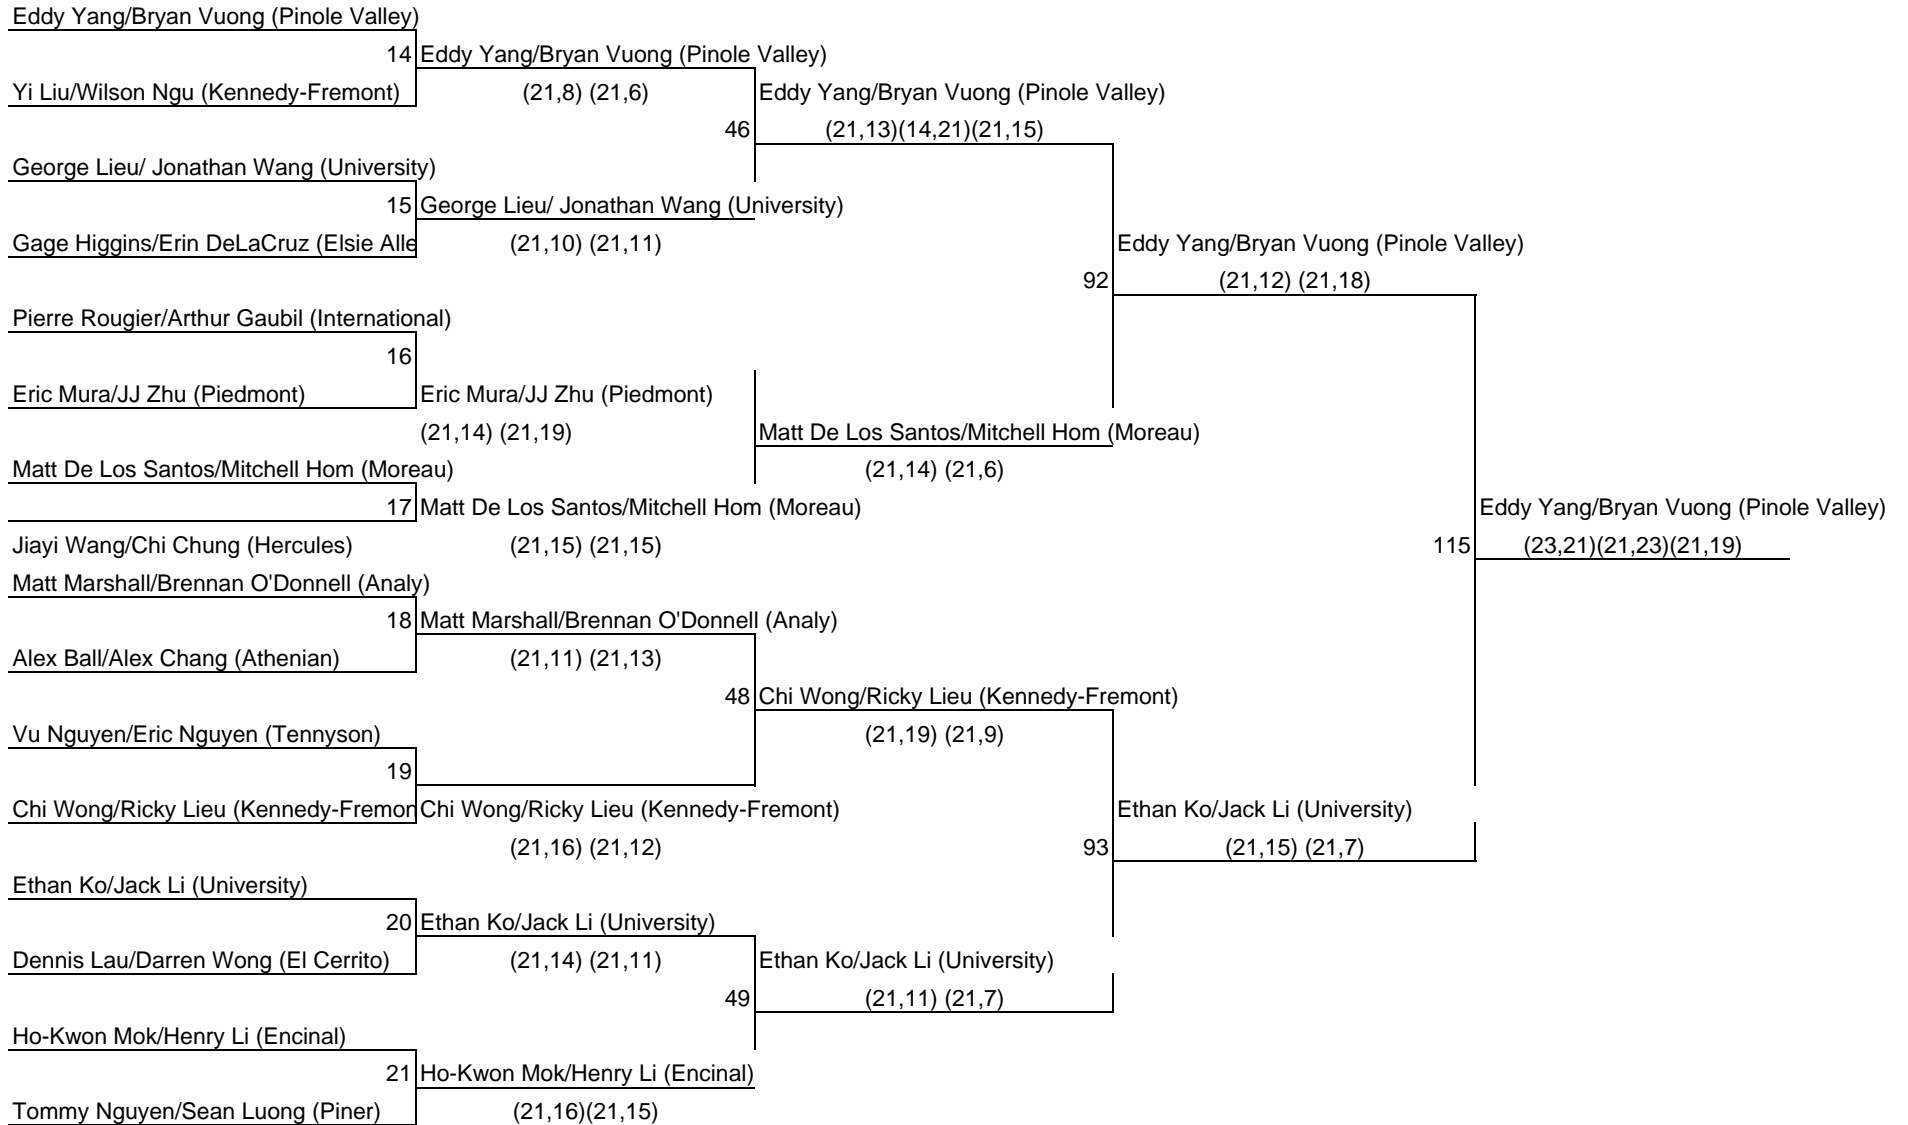 Eddy Yang/Bryan Vuong (Pinole Valley)
14 Eddy Yang/Bryan Vuong (Pinole Valley)
Yi Liu/Wilson Ngu (Kennedy-Fremont) (21,8) (21,6) Eddy Yang/Bryan Vuong (Pinole Valley)
46 (21,13)(14,21)(21,15)
George Lieu/ Jonathan Wang (University)
15 George Lieu/ Jonathan Wang (University)
Gage Higgins/Erin DeLaCruz (Elsie Alle (21,10) (21,11) Eddy Yang/Bryan Vuong (Pinole Valley)
92 (21,12) (21,18)
Pierre Rougier/Arthur Gaubil (International)
16
Eric Mura/JJ Zhu (Piedmont) Eric Mura/JJ Zhu (Piedmont)
(21,14) (21,19) Matt De Los Santos/Mitchell Hom (Moreau)
Matt De Los Santos/Mitchell Hom (Moreau) (21,14) (21,6)
17 Matt De Los Santos/Mitchell Hom (Moreau) Eddy Yang/Bryan Vuong (Pinole Valley)
Jiayi Wang/Chi Chung (Hercules) (21,15) (21,15) 115 (23,21)(21,23)(21,19)
Matt Marshall/Brennan O'Donnell (Analy)
18 Matt Marshall/Brennan O'Donnell (Analy)
Alex Ball/Alex Chang (Athenian) (21,11) (21,13)
48 Chi Wong/Ricky Lieu (Kennedy-Fremont)
Vu Nguyen/Eric Nguyen (Tennyson) (21,19) (21,9)
19
Chi Wong/Ricky Lieu (Kennedy-Fremon Chi Wong/Ricky Lieu (Kennedy-Fremont) Ethan Ko/Jack Li (University)
(21,16) (21,12) 93 (21,15) (21,7)
Ethan Ko/Jack Li (University)
20 Ethan Ko/Jack Li (University)
Dennis Lau/Darren Wong (El Cerrito) (21,14) (21,11) Ethan Ko/Jack Li (University)
49 (21,11) (21,7)
Ho-Kwon Mok/Henry Li (Encinal)
21 Ho-Kwon Mok/Henry Li (Encinal)
Tommy Nguyen/Sean Luong (Piner) (21,16)(21,15)